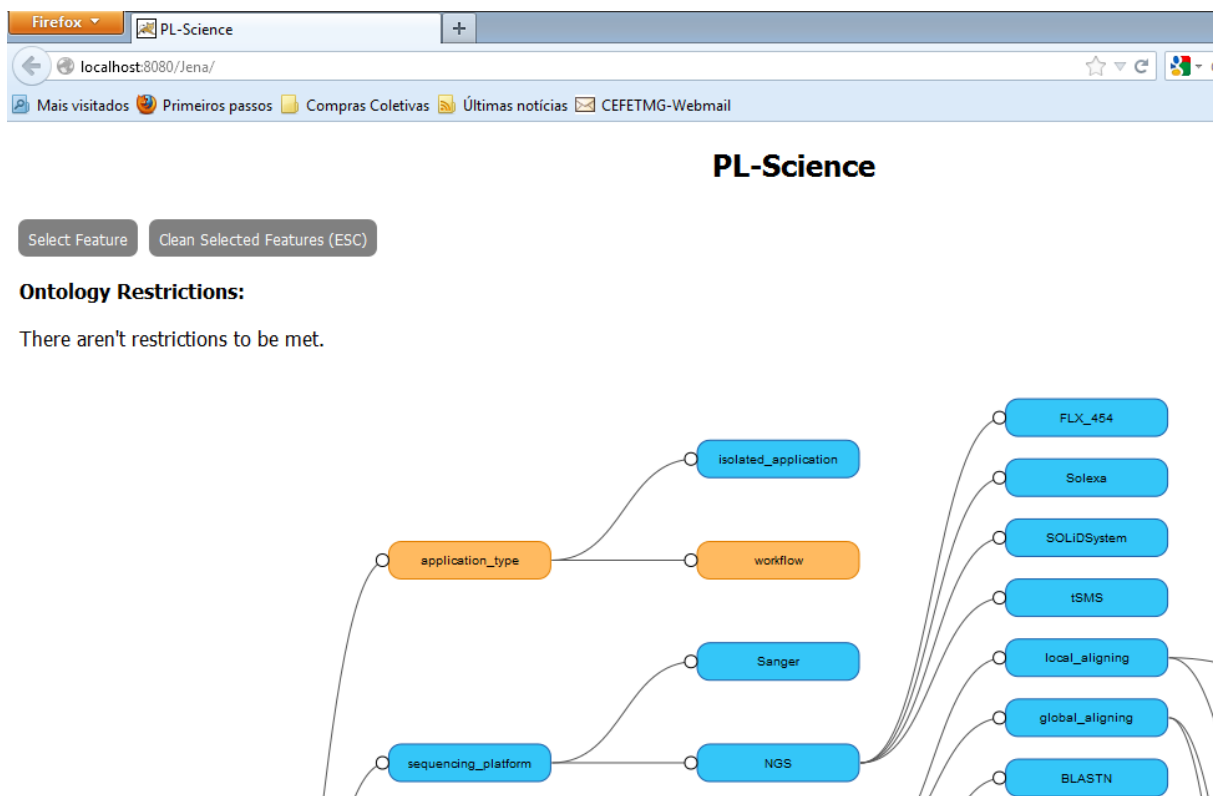 Firefox
PL-Science
+
localhost:8080/Jena/
Mais visitados Primeiros passos Compras Coletivas Últimas notícias CEFETMG-Webmail
PL-Science
Select Feature Clean Selected Features (ESC)
Ontology Restrictions:
There aren't restrictions to be met.
FLX_454
isolated_application
Solexa
SOLiDSystem
application_type workflow
tSMS
Sanger local_aligning
global_aligning
sequencing_platform NGS
BLASTN